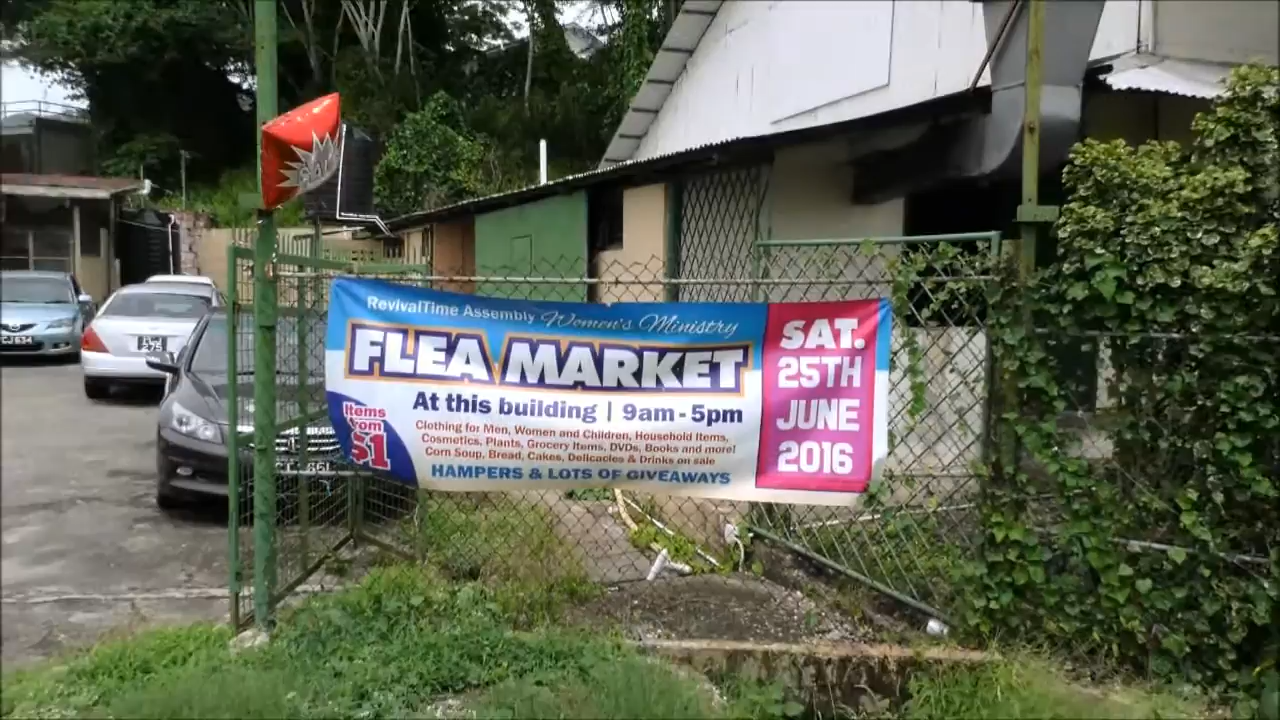 RevivalTime Assembly Women's Ministry
FLEA MARKET
At this building | 9am - 5pm
Items
from
$1
Clothing for Men, Women and Children, Household Items,
Cosmetics, Plants, Grocery Items, DVDs, Books and more!
Corn Soup, Bread, Cakes, Delicacies & Drinks on sale
HAMPERS & LOTS OF GIVEAWAYS
SAT.
25TH
JUNE
2016
275